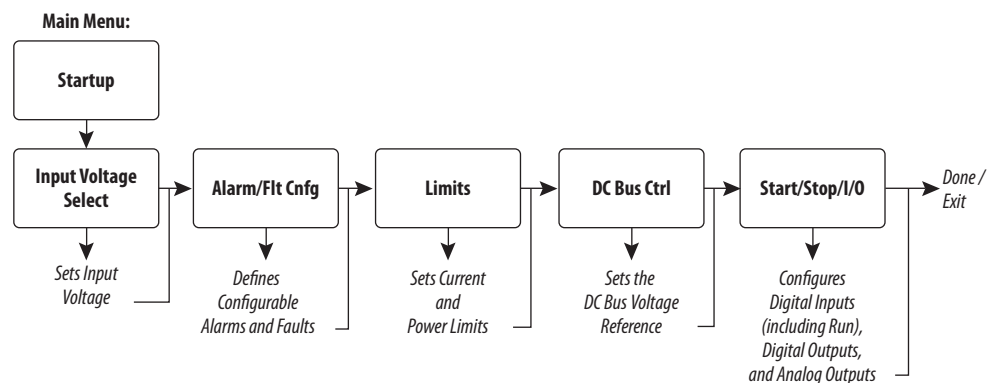 Main Menu:
Startup
Input Voltage
Select
Alarm/Flt Cnfg
Limits
DC Bus Ctrl
Start/Stop/I/O
Done /
Exit
Sets Input
Voltage
Defines
Configurable
Alarms and Faults
Sets Current
and
Power Limits
Sets the
DC Bus Voltage
Reference
Configures
Digital Inputs
(including Run),
Digital Outputs,
and Analog Outputs